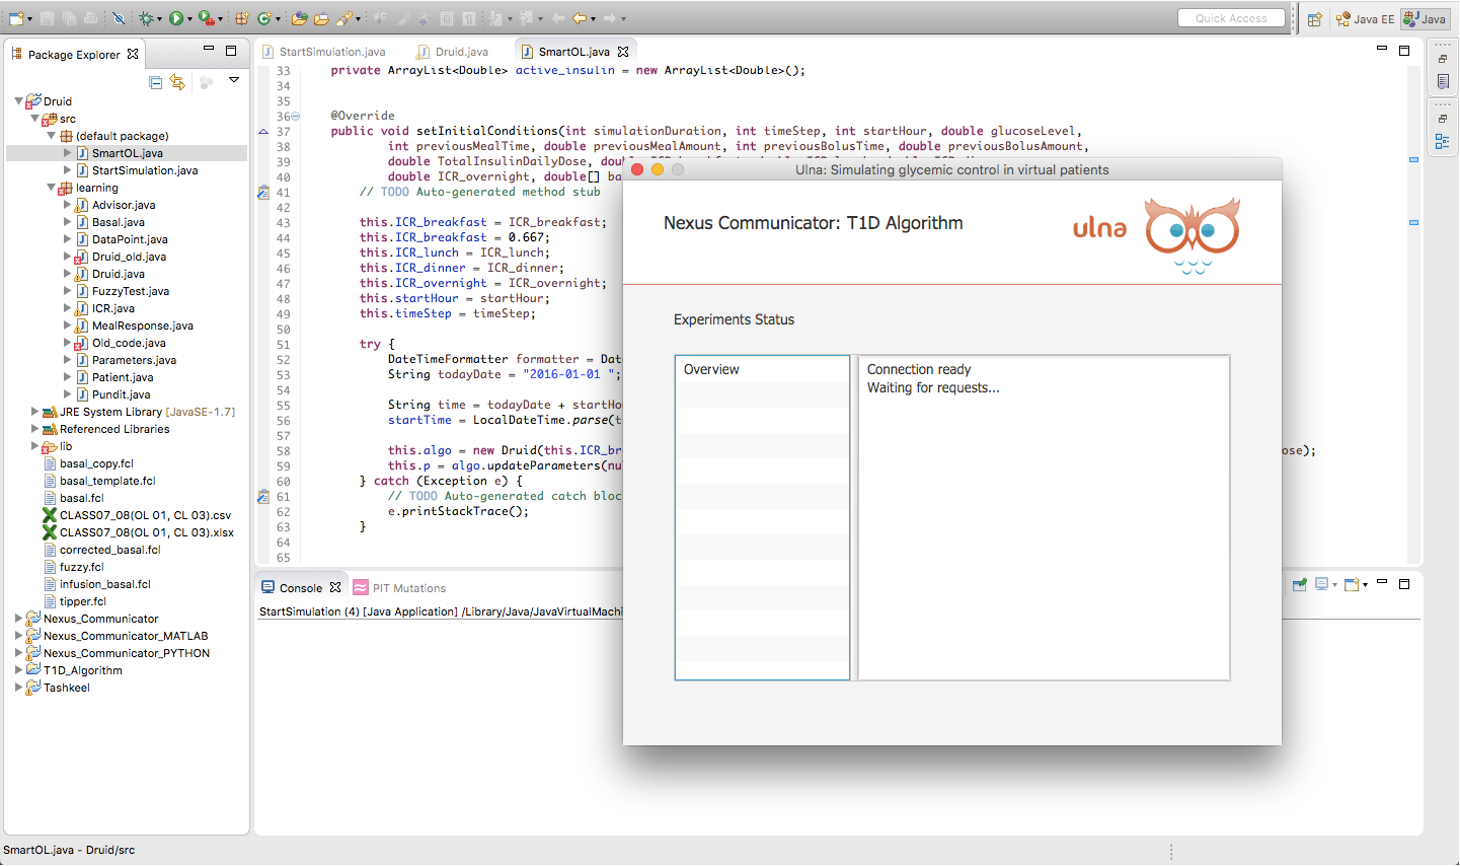 Quick Access
Java EE
Java
Package Explorer
Druid
src
(default package)
SmartOL.java
StartSimulation.java
learning
Advisor.java
Basal.java
DataPoint.java
Druid_old.java
Druid.java
FuzzyTest.java
ICR.java
MealResponse.java
Old_code.java
Parameters.java
Patient.java
Pundit.java
JRE System Library [JavaSE-1.7]
Referenced Libraries
lib
basal_copy.fcl
basal_template.fcl
basal.fcl
CLASS07_08(OL 01, CL 03).csv
CLASS07_08(OL 01, CL 03).xlsx
corrected_basal.fcl
fuzzy.fcl
infusion_basal.fcl
tipper.fcl
Nexus_Communicator
Nexus_Communicator_MATLAB
Nexus_Communicator_PYTHON
T1D_Algorithm
Tashkeel
StartSimulation.java Druid.java SmartOL.java
33 private ArrayList<Double> active_insulin = new ArrayList<Double>();
34
35
36 @Override
37 public void setInitialConditions(int simulationDuration, int timeStep, int startHour, double glucoseLevel,
38 int previousMealTime, double previousMealAmount, int previousBolusTime, double previousBolusAmount,
39 double TotalInsulinDailyDose,
40 double ICR_overnight, double[] ba
41 // TODO Auto-generated method stub
42
43 this.ICR_breakfast = ICR_breakfast;
44 this.ICR_breakfast = 0.667;
45 this.ICR_lunch = ICR_lunch;
46 this.ICR_dinner = ICR_dinner;
47 this.ICR_overnight = ICR_overnight;
48 this.startHour = startHour;
49 this.timeStep = timeStep;
50
51 try {
52 DateTimeFormatter formatter = Dat
53 String todayDate = "2016-01-01 ";
54
55 String time = todayDate + startHo
56 startTime = LocalDateTime.parse(t
57
58 this.algo = new Druid(this.ICR_br ose);
59 this.p = algo.updateParameters(nu
60 } catch (Exception e) {
61 // TODO Auto-generated catch bloc
62 e.printStackTrace();
63 }
64
65
Ulna: Simulating glycemic control in virtual patients
Nexus Communicator: T1D Algorithm
ulna
Experiments Status
Overview
Connection ready
Waiting for requests...
Console PIT Mutations
StartSimulation (4) [Java Application] /Library/Java/JavaVirtualMachi
SmartOL.java - Druid/src